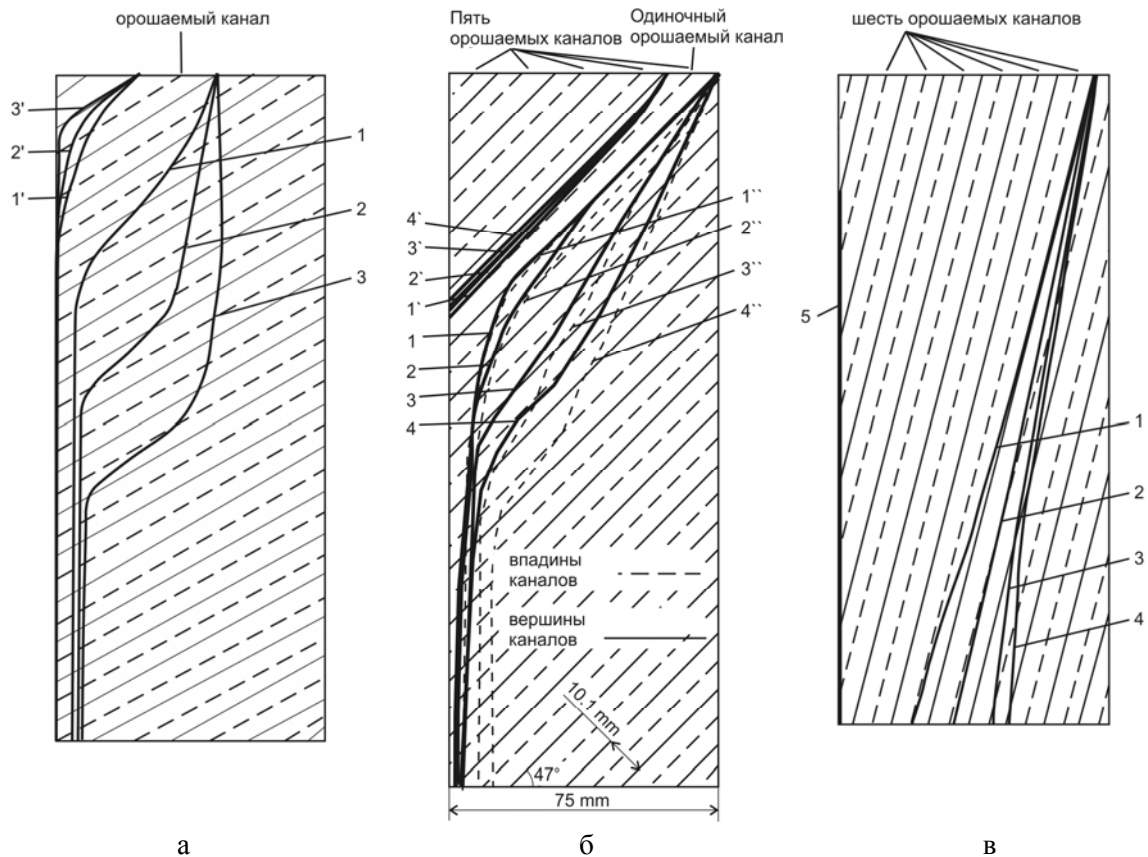 орошаемый канал
3'
2'
1'
1
2
3
а
Пять
орошаемых каналов
Одиночный
орошаемый канал
4`
3`
2`
1`
1
2
3
4
1``
2``
3``
4``
впадины
каналов
вершины
каналов
10.1 mm
47°
75 mm
б
шесть орошаемых каналов
5
1
2
3
4
в